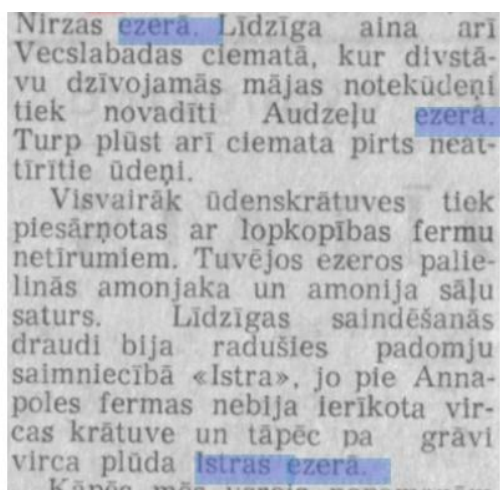 Nirzas ezerā. Līdzīga aina arī
Vecslabadas ciematā, kur divstā-
vu dzīvojamās mājas notekūdeņi
tiek novadīti Audzeļu ezerā.
Turp plūst arī ciemata pirts neat-
tīrītie ūdeņi.
Visvairāk ūdenskrātuves tiek
piesārņotas ar lopkopības fermu
netīrumiem. Tuvējos ezeros palie-
linās amonjaka un amonija sāļu
saturs. Līdzīgas saindēšanās
draudi bija radušies padomju
saimniecībā «Istra», jo pie Anna-
poles fermas nebija ierīkota vir-
cas krātuve un tāpēc pa grāvi
virca plūda Istras ezerā.
Kāpēc mēs